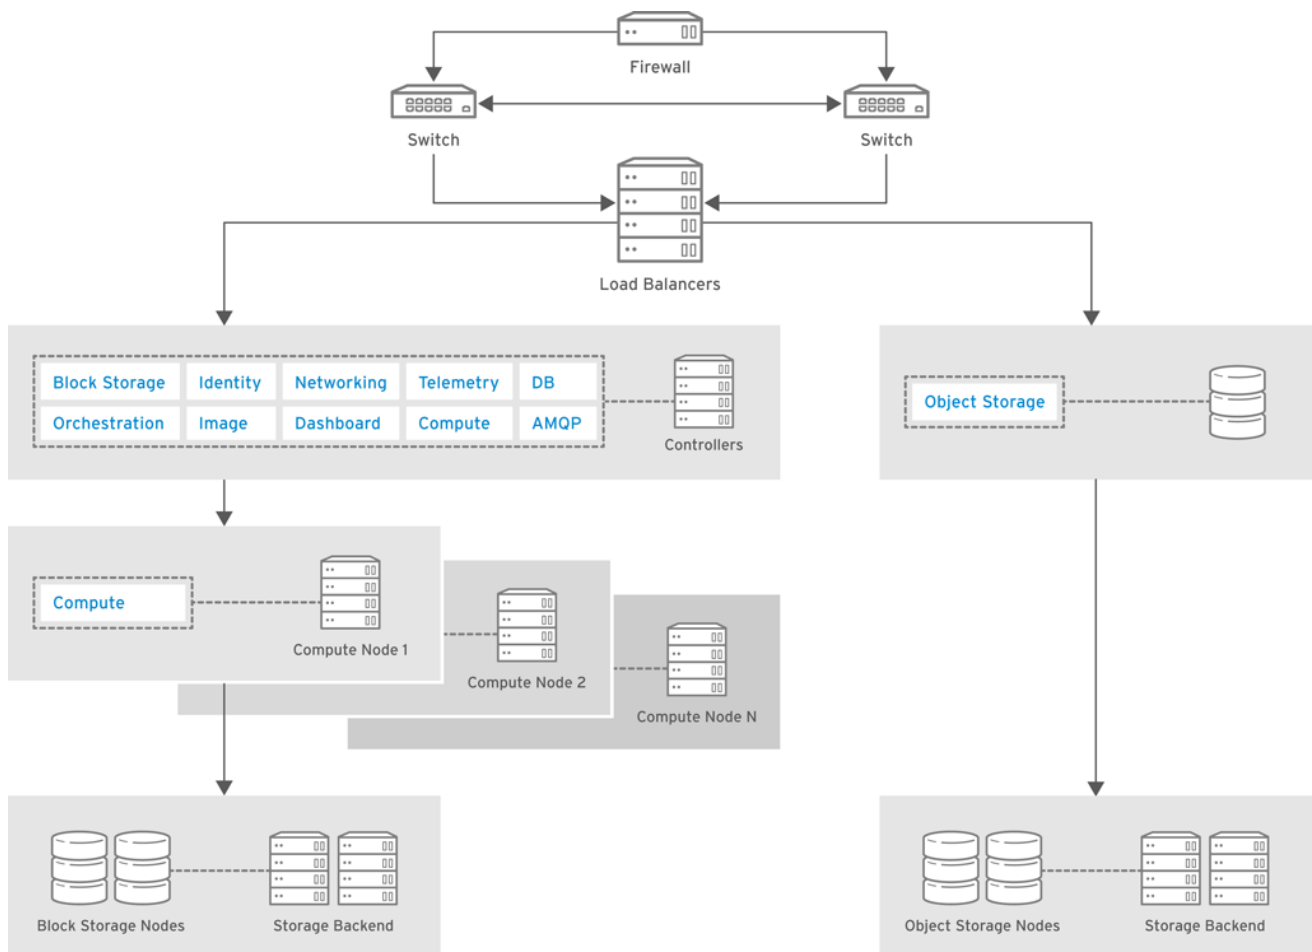 Firewall
Switch
Switch
Load Balancers
Block Storage
Identity
Networking
Telemetry
DB
Orchestration
Image
Dashboard
Compute
AMQP
Controllers
Object Storage
Compute
Compute Node 1
Compute Node 2
Compute Node N
Block Storage Nodes
Storage Backend
Object Storage Nodes
Storage Backend